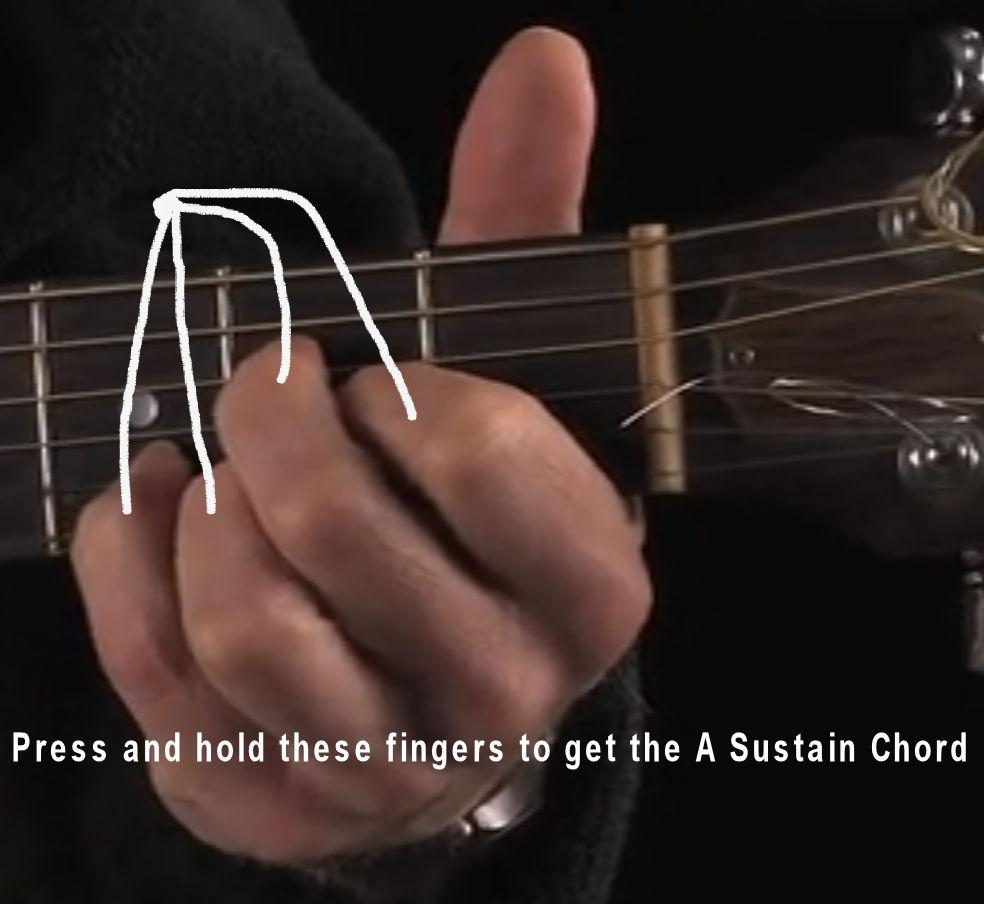 Press and hold these fingers to get the A Sustain Chord